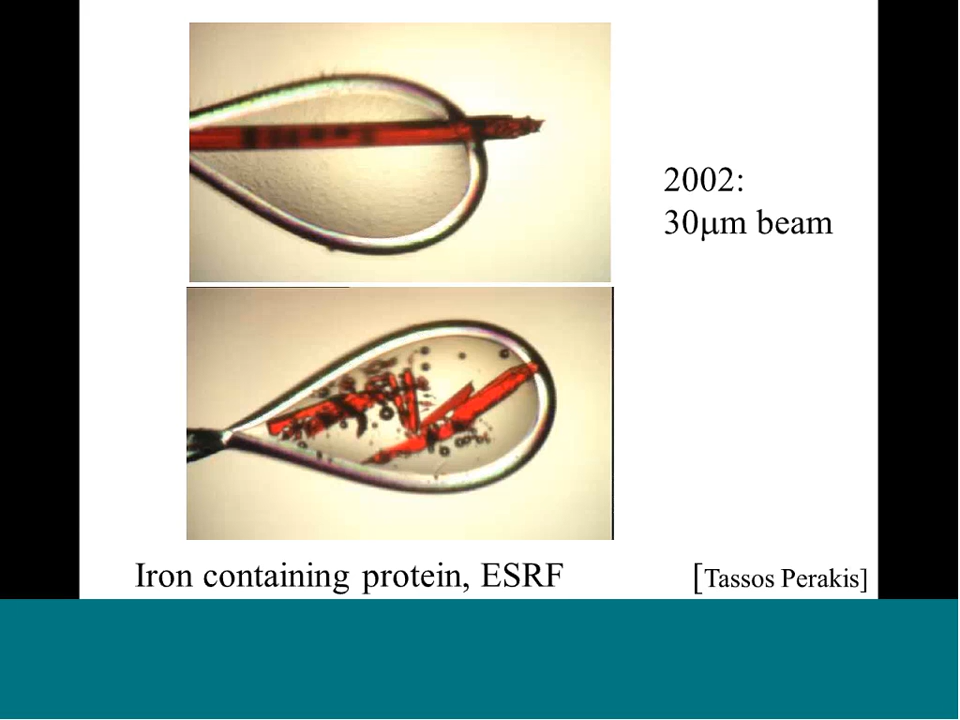 2002:
30μm beam
Iron containing protein, ESRF
[Tassos Perakis]